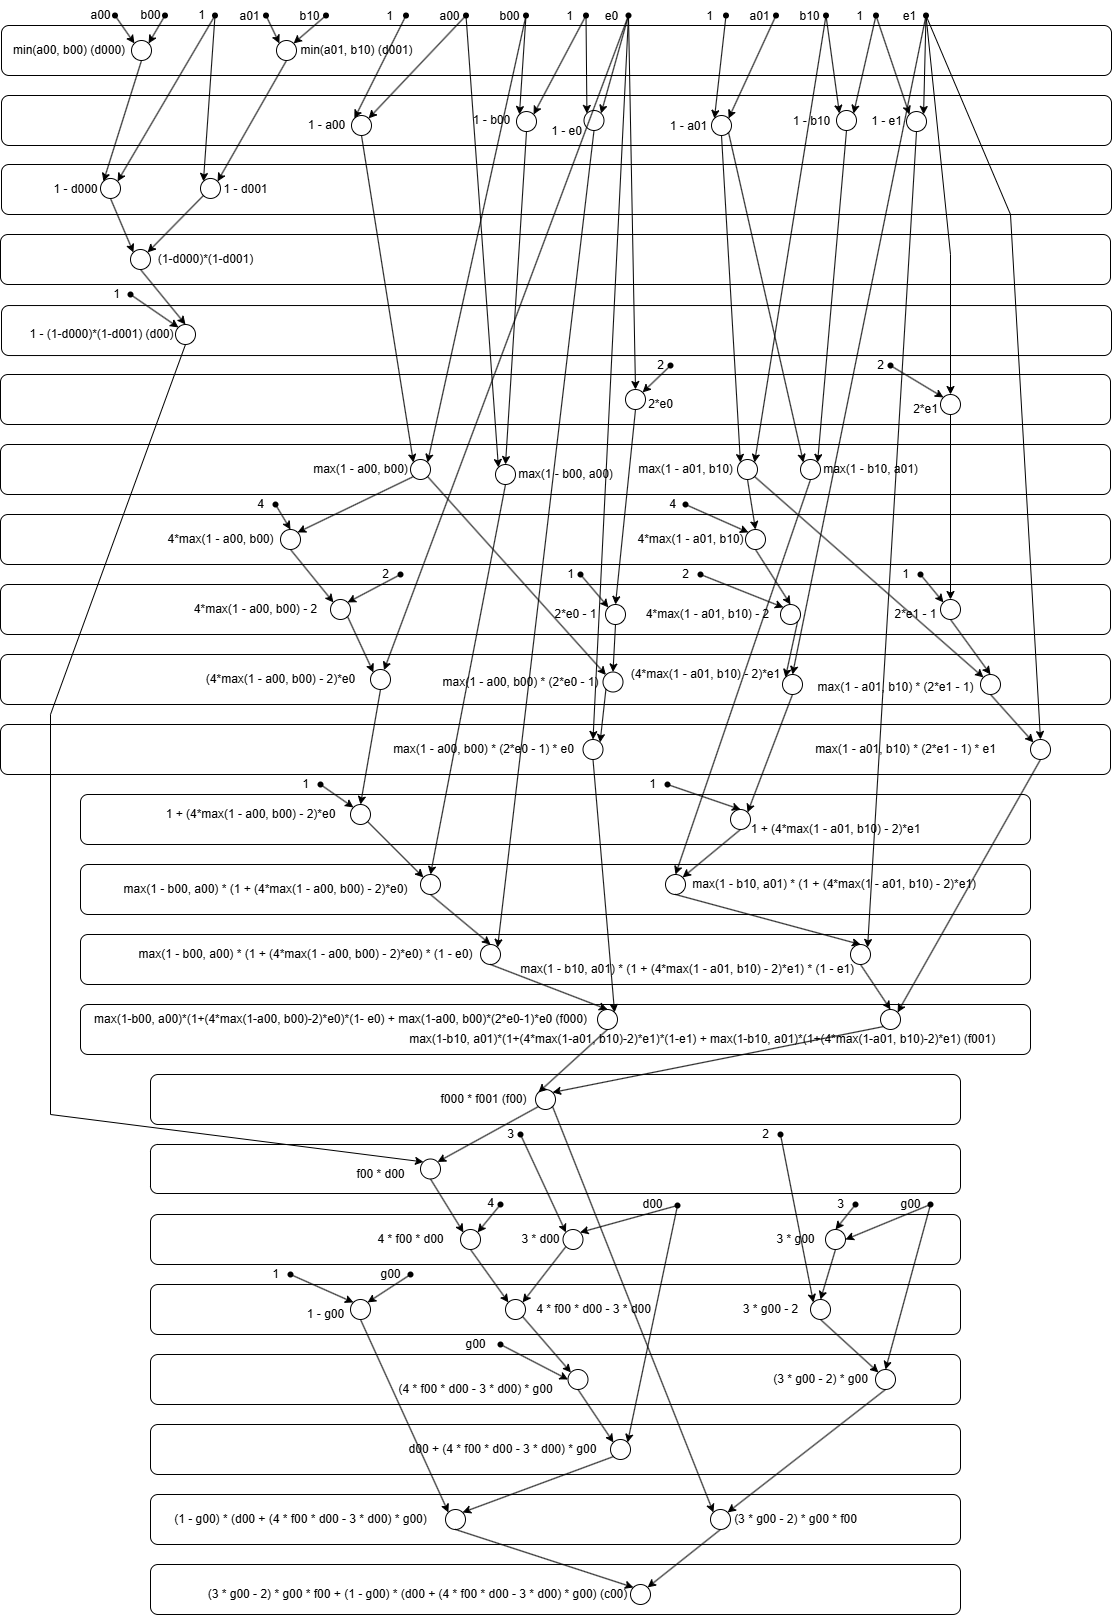 a00 b00 1 a01 b10 1 a00 b00 1 e0 1 a01 b10 1 e1
min(a00, b00) (d000) min(a01, b10) (d001)
1 - a00 1 - b00 1 - e0 1 - a01 1 - b10 1 - e1
1 - d000 1 - d001
(1-d000)*(1-d001)
1
1 - (1-d000)*(1-d001) (d00)
2 2
2*e0 2*e1
max(1 - a00, b00) max(1 - b00, a00) max(1 - a01, b10) max(1 - b10, a01)
4 4
4*max(1 - a00, b00) 4*max(1 - a01, b10)
2 1 2 1
4*max(1 - a00, b00) - 2 2*e0 - 1 4*max(1 - a01, b10) - 2 2*e1 - 1
(4*max(1 - a00, b00) - 2)*e0 max(1 - a00, b00) * (2*e0 - 1) (4*max(1 - a01, b10) - 2)*e1 max(1 - a01, b10) * (2*e1 - 1)
max(1 - a00, b00) * (2*e0 - 1) * e0 max(1 - a01, b10) * (2*e1 - 1) * e1
1 1
1 + (4*max(1 - a00, b00) - 2)*e0 1 + (4*max(1 - a01, b10) - 2)*e1
max(1 - b00, a00) * (1 + (4*max(1 - a00, b00) - 2)*e0) max(1 - b10, a01) * (1 + (4*max(1 - a01, b10) - 2)*e1)
max(1 - b00, a00) * (1 + (4*max(1 - a00, b00) - 2)*e0) * (1 - e0)
max(1 - b10, a01) * (1 + (4*max(1 - a01, b10) - 2)*e1) * (1 - e1)
max(1-b00, a00)*(1+(4*max(1-a00, b00)-2)*e0)*(1- e0) + max(1-a00, b00)*(2*e0-1)*e0 (f000)
max(1-b10, a01)*(1+(4*max(1-a01, b10)-2)*e1)*(1-e1) + max(1-b10, a01)*(1+(4*max(1-a01, b10)-2)*e1) (f001)
f000 * f001 (f00)
3 2
f00 * d00
4 d00 3 g00
4 * f00 * d00 3 * d00 3 * g00
1 g00
1 - g00 4 * f00 * d00 - 3 * d00 3 * g00 - 2
g00
(4 * f00 * d00 - 3 * d00) * g00 (3 * g00 - 2) * g00
d00 + (4 * f00 * d00 - 3 * d00) * g00
(1 - g00) * (d00 + (4 * f00 * d00 - 3 * d00) * g00) (3 * g00 - 2) * g00 * f00
(3 * g00 - 2) * g00 * f00 + (1 - g00) * (d00 + (4 * f00 * d00 - 3 * d00) * g00) (c00)